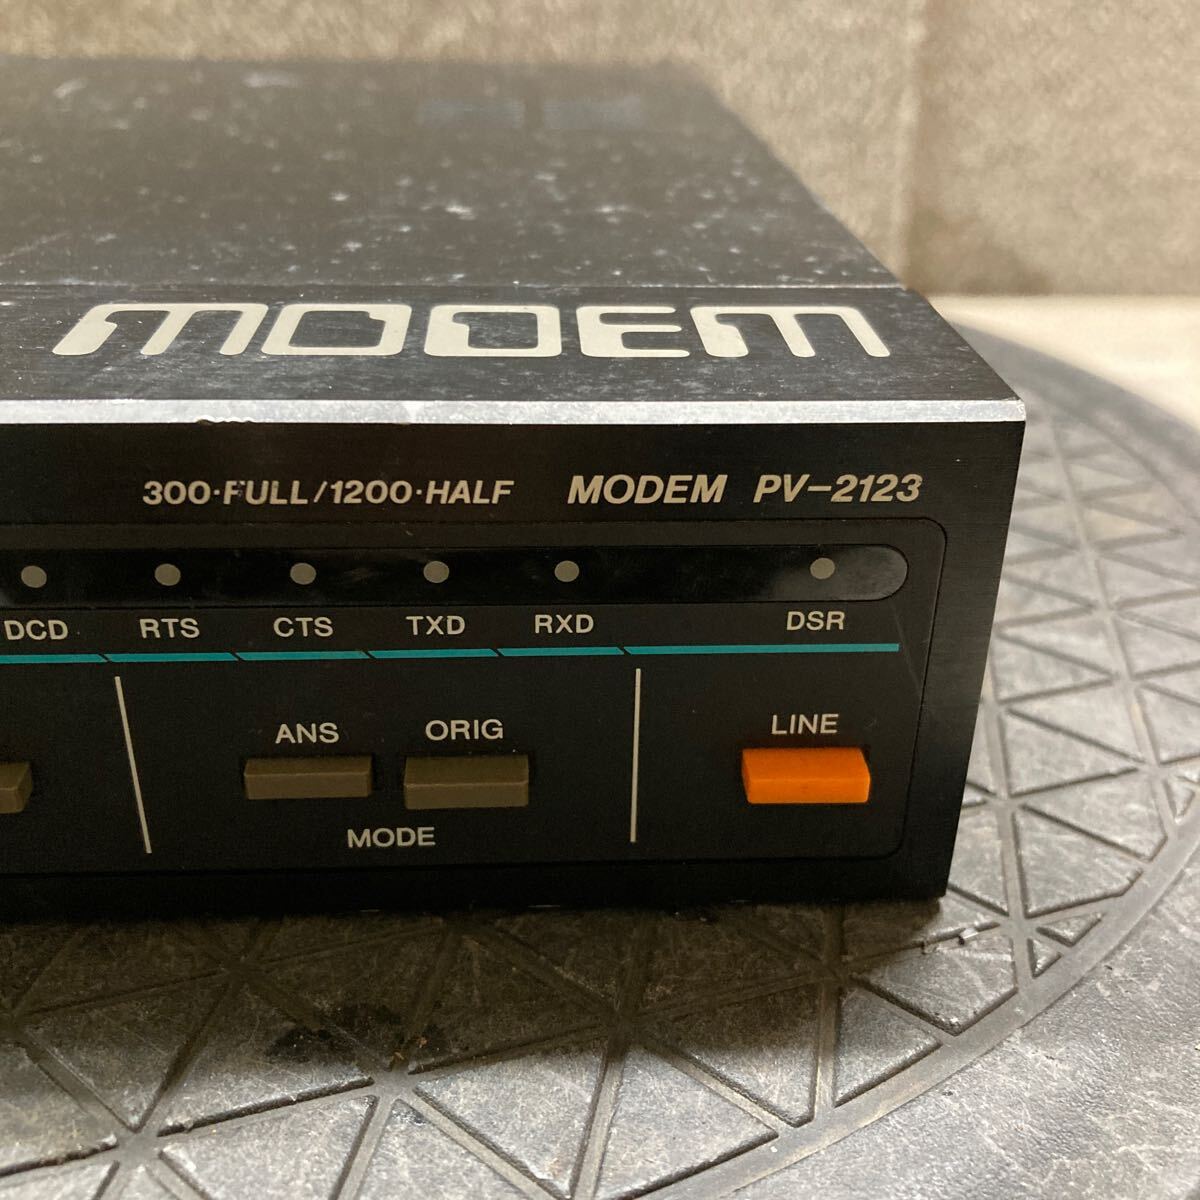 MODEM
300·FULL/1200·HALF MODEM PV-2123
DCD RTS CTS TXD RXD DSR
ANS ORIG LINE
MODE